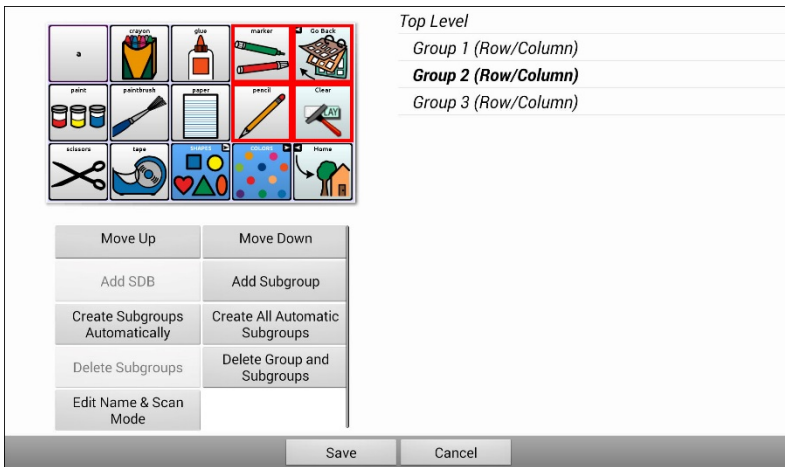 a
crayon
glue
marker
Go Back
paint
paintbrush
paper
pencil
Clear
scissors
tape
SHAPES
COLORS
Home
Top Level
Group 1 (Row/Column)
Group 2 (Row/Column)
Group 3 (Row/Column)
Move Up
Move Down
Add SDB
Add Subgroup
Create Subgroups
Automatically
Create All Automatic
Subgroups
Delete Subgroups
Delete Group and
Subgroups
Edit Name & Scan
Mode
Save
Cancel